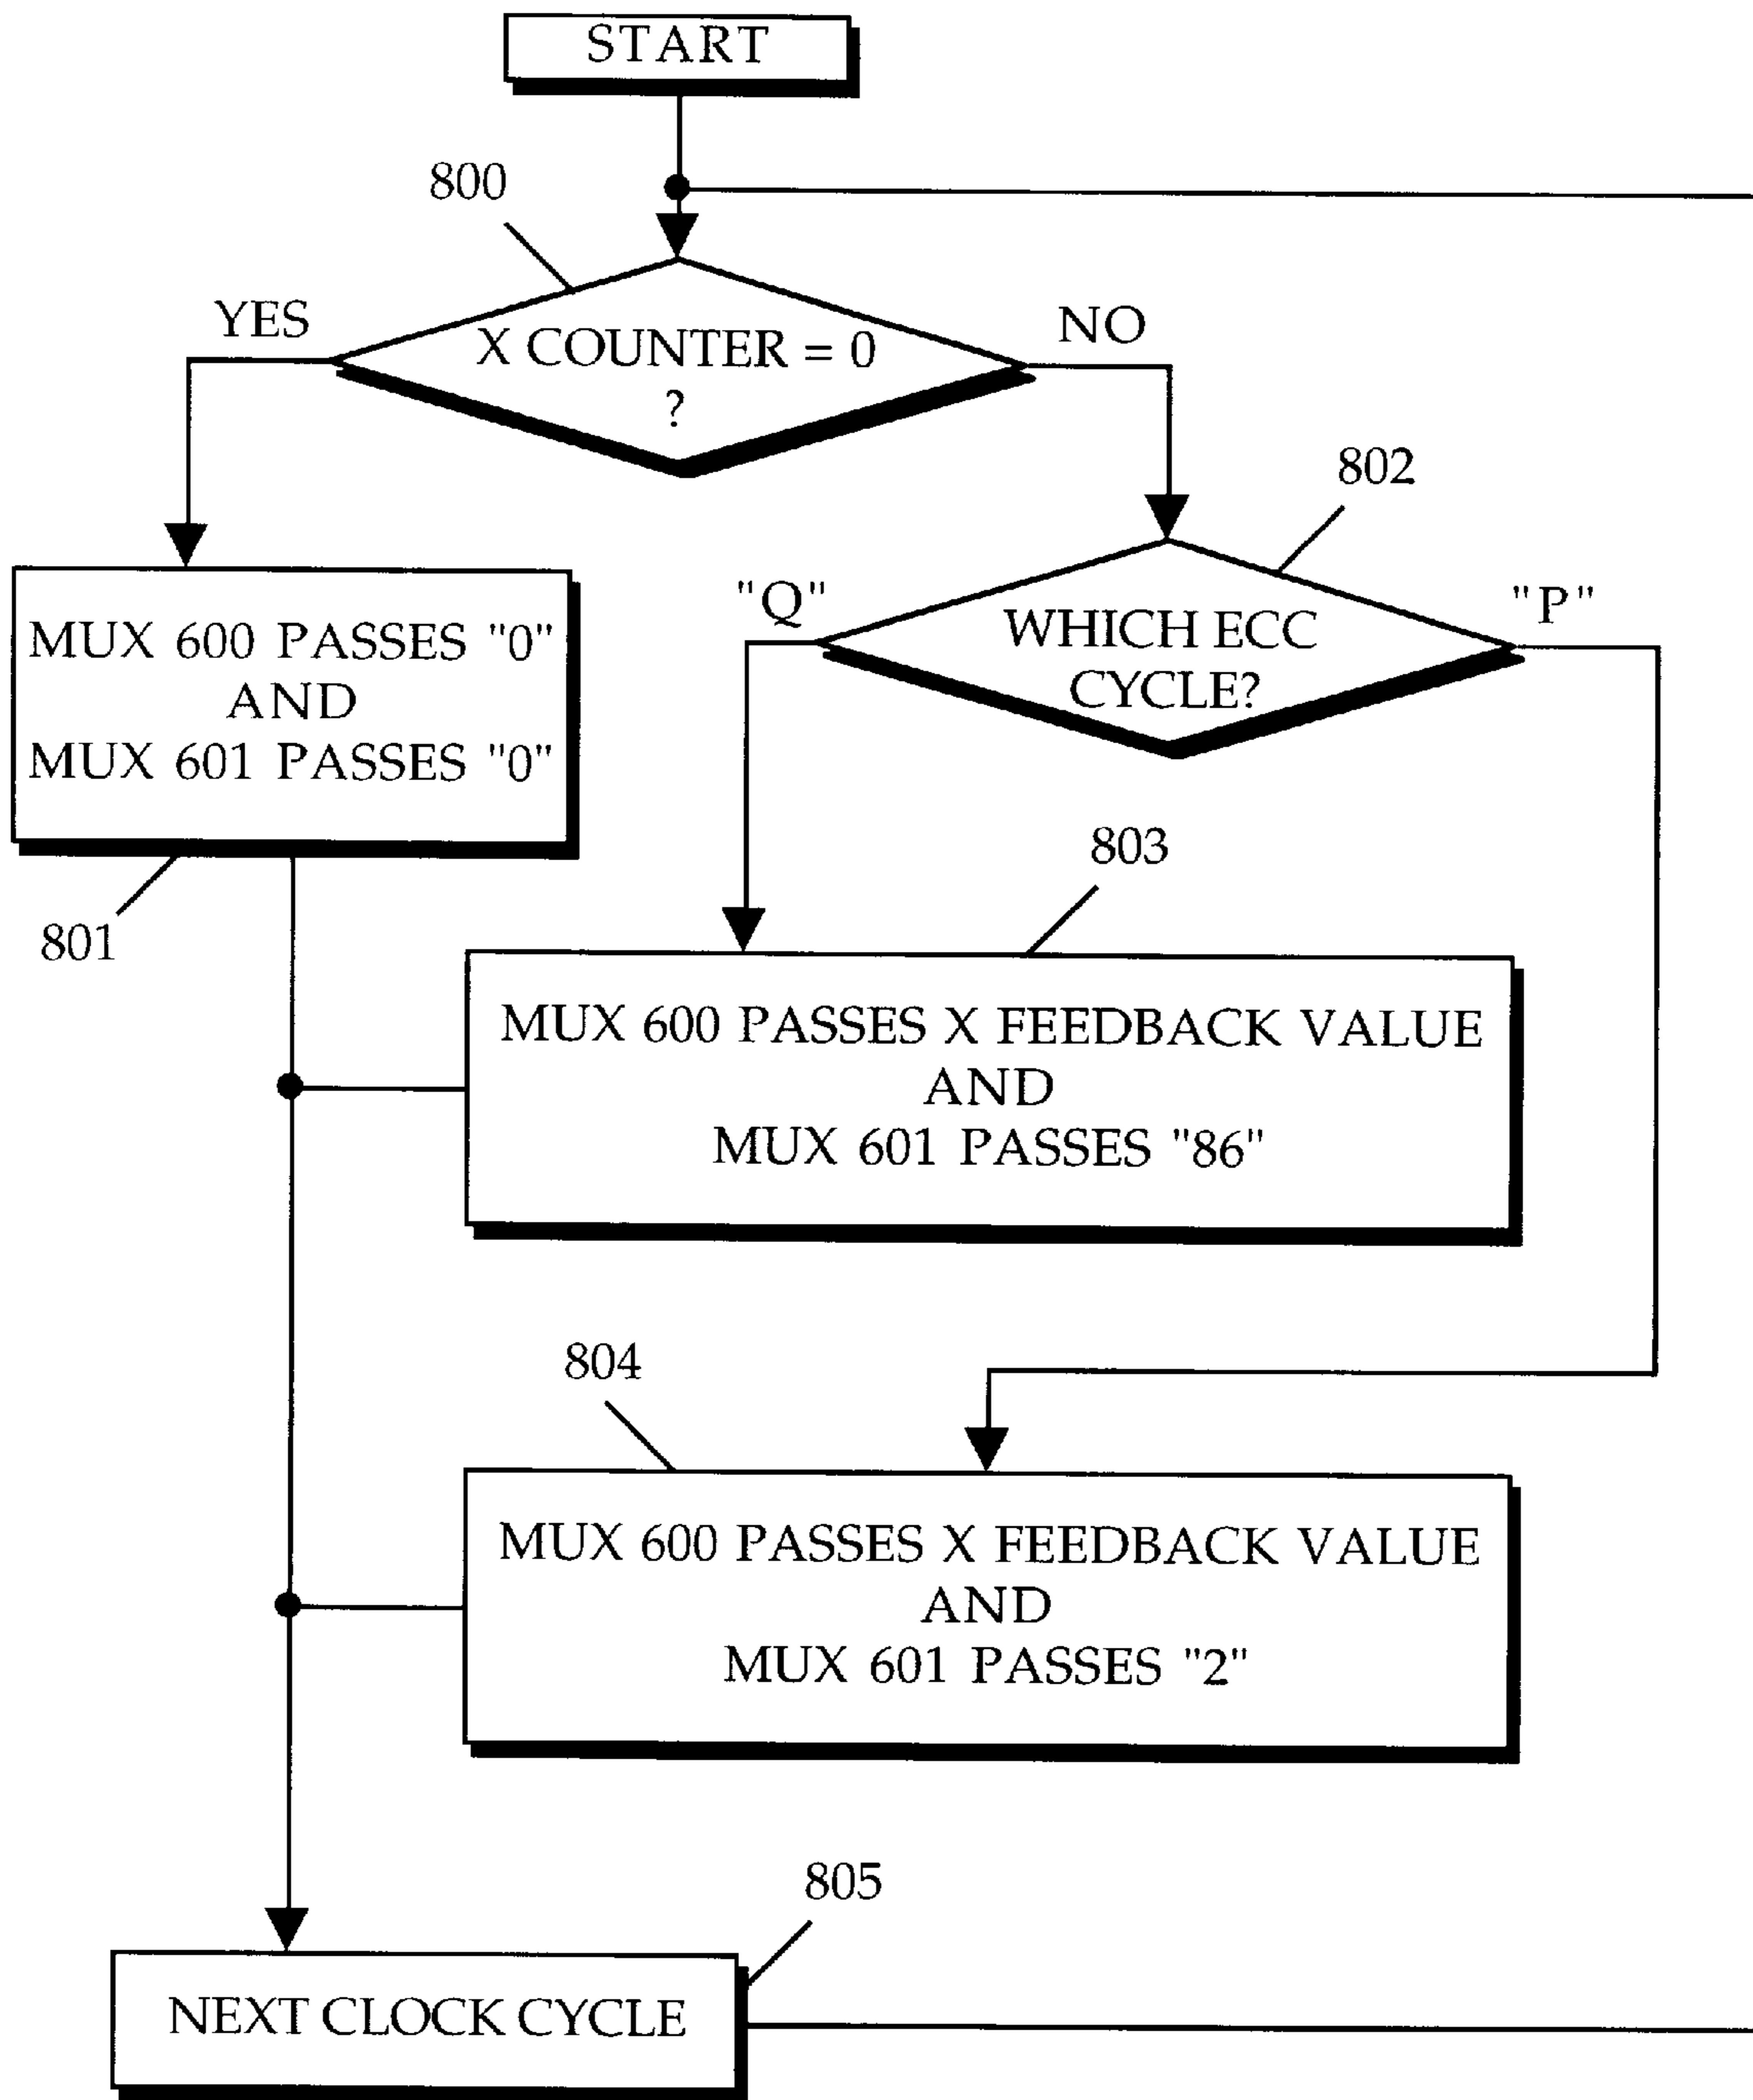 START
800
YES
NO
X COUNTER = 0
?
802
"Q"
"P"
WHICH ECC
CYCLE?
MUX 600 PASSES "0"
AND
MUX 601 PASSES "0"
801
803
MUX 600 PASSES X FEEDBACK VALUE
AND
MUX 601 PASSES "86"
804
MUX 600 PASSES X FEEDBACK VALUE
AND
MUX 601 PASSES "2"
805
NEXT CLOCK CYCLE